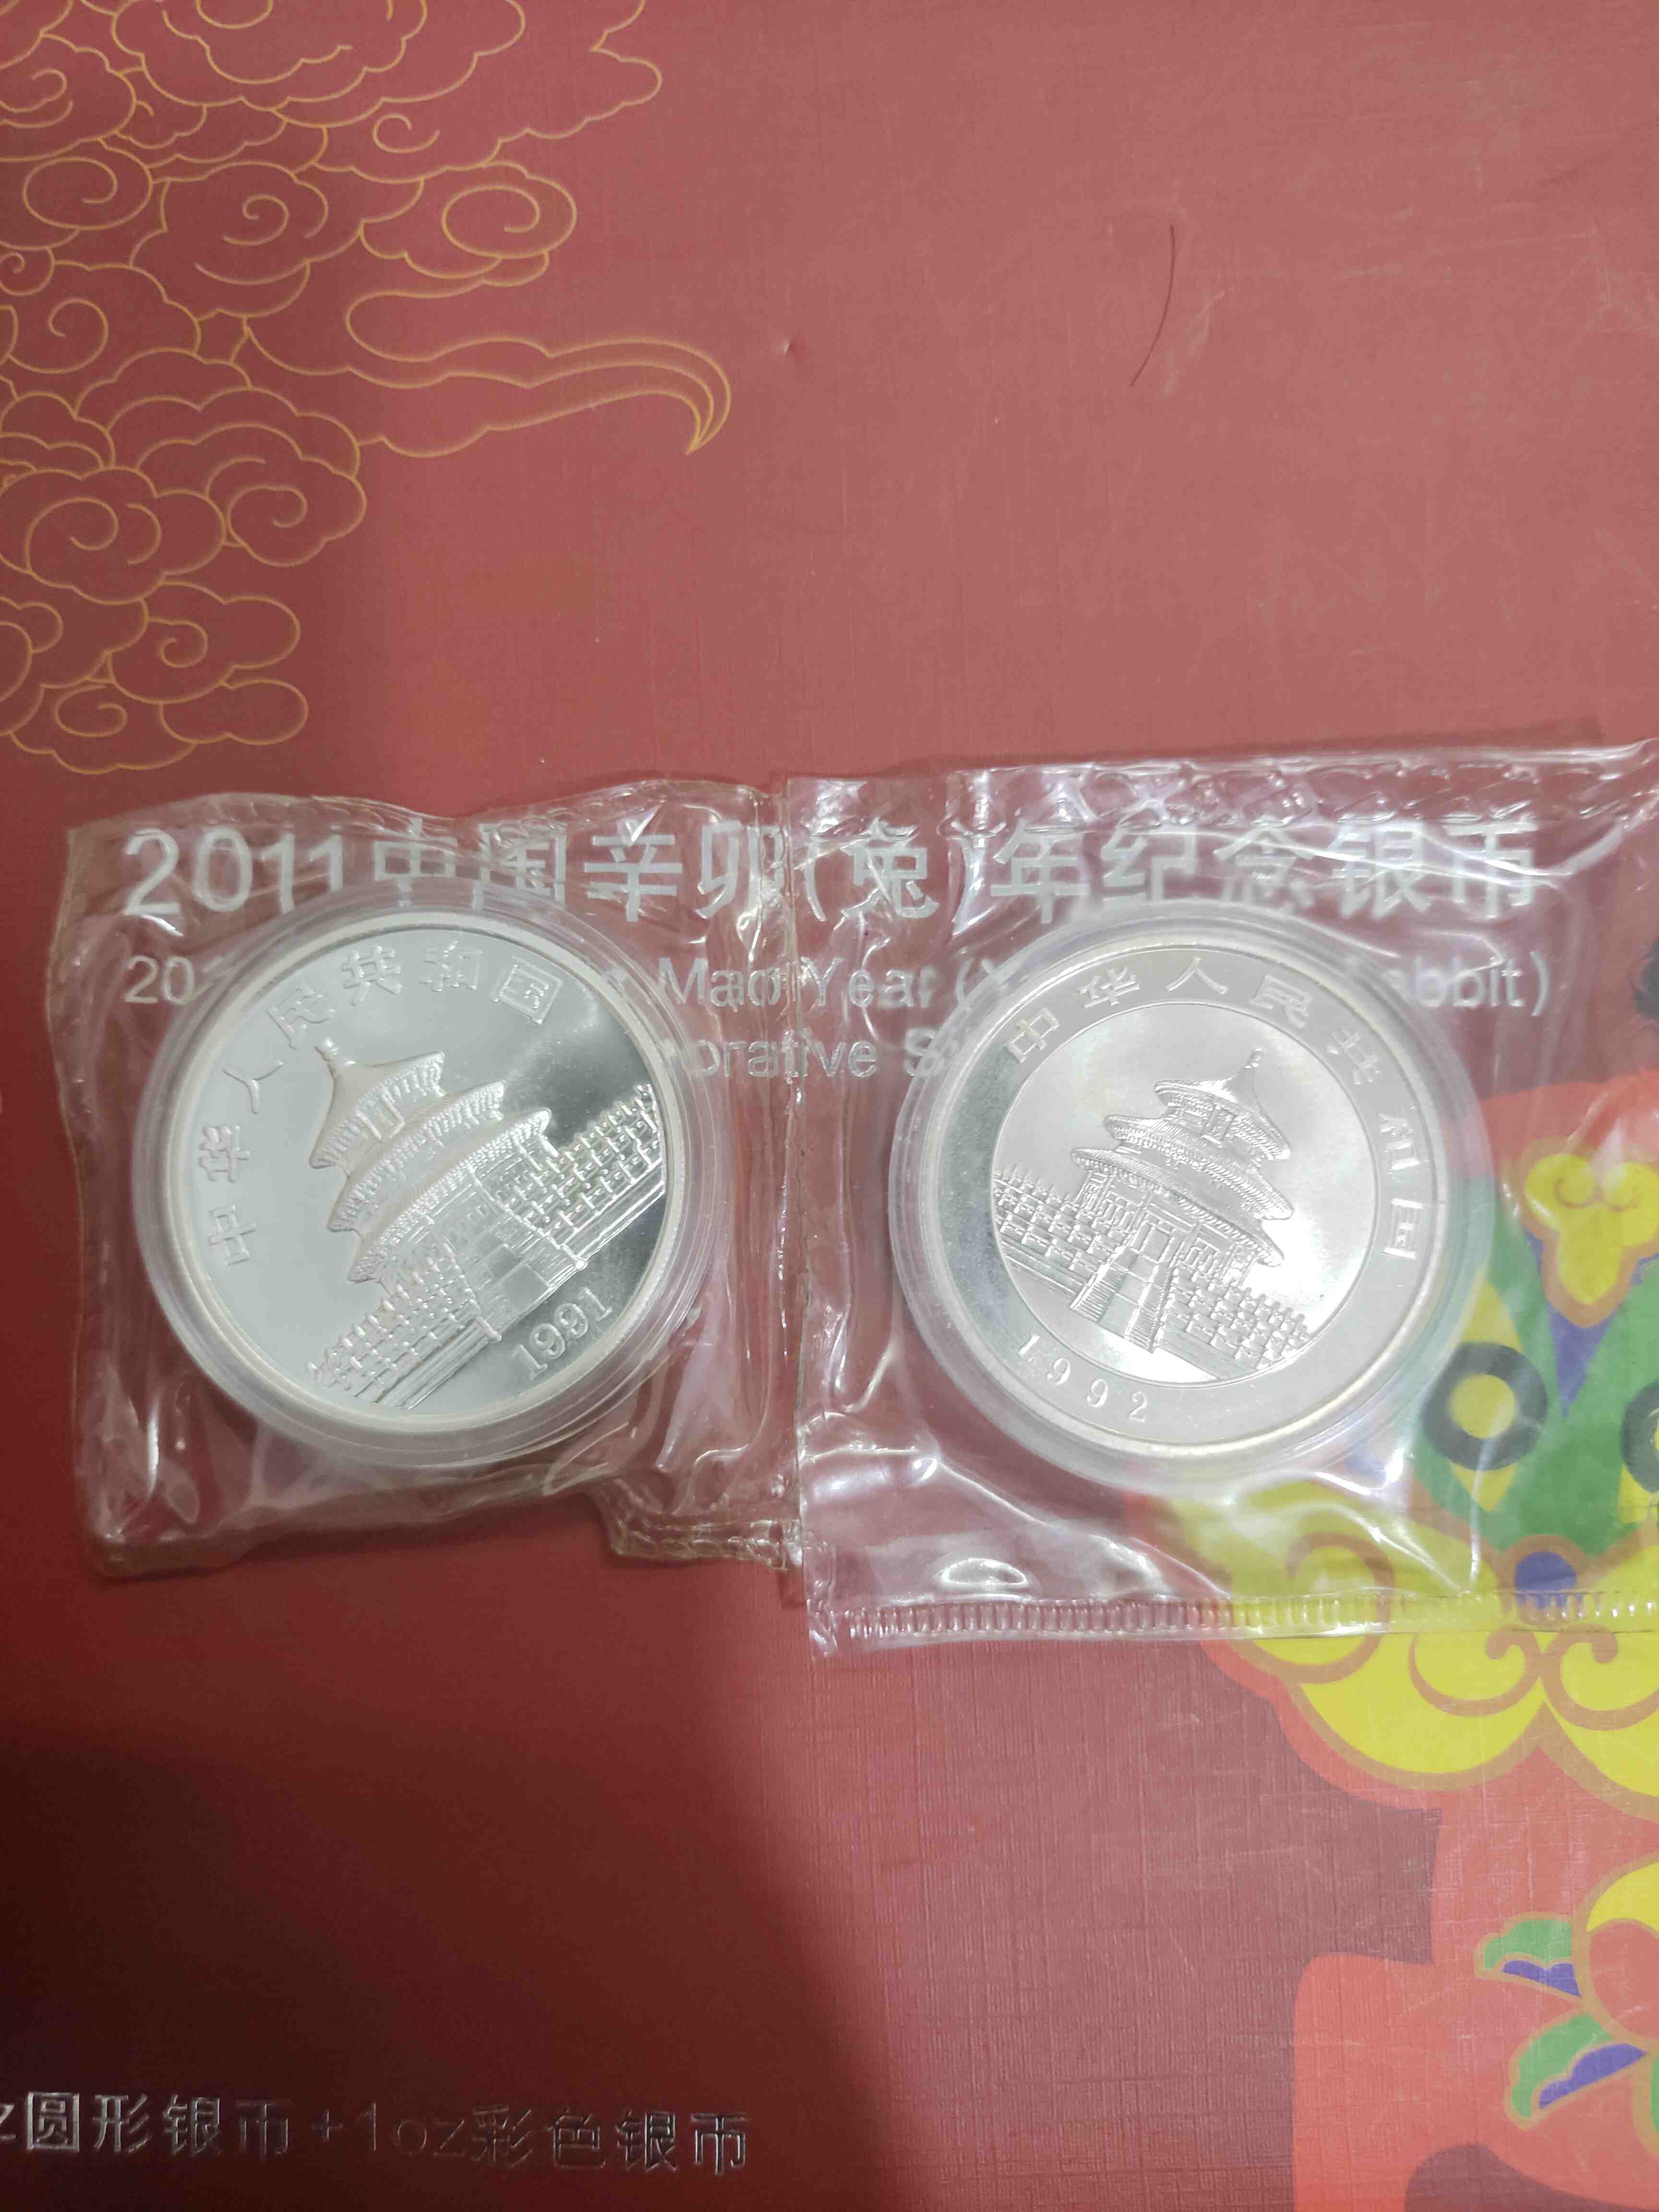 2011中国辛卯(兔)年纪念银币
Mao Year (
abbit)
orative S
中华人民共和国
1991
中华人民共和国
1992
圆形银币+1oz彩色银币